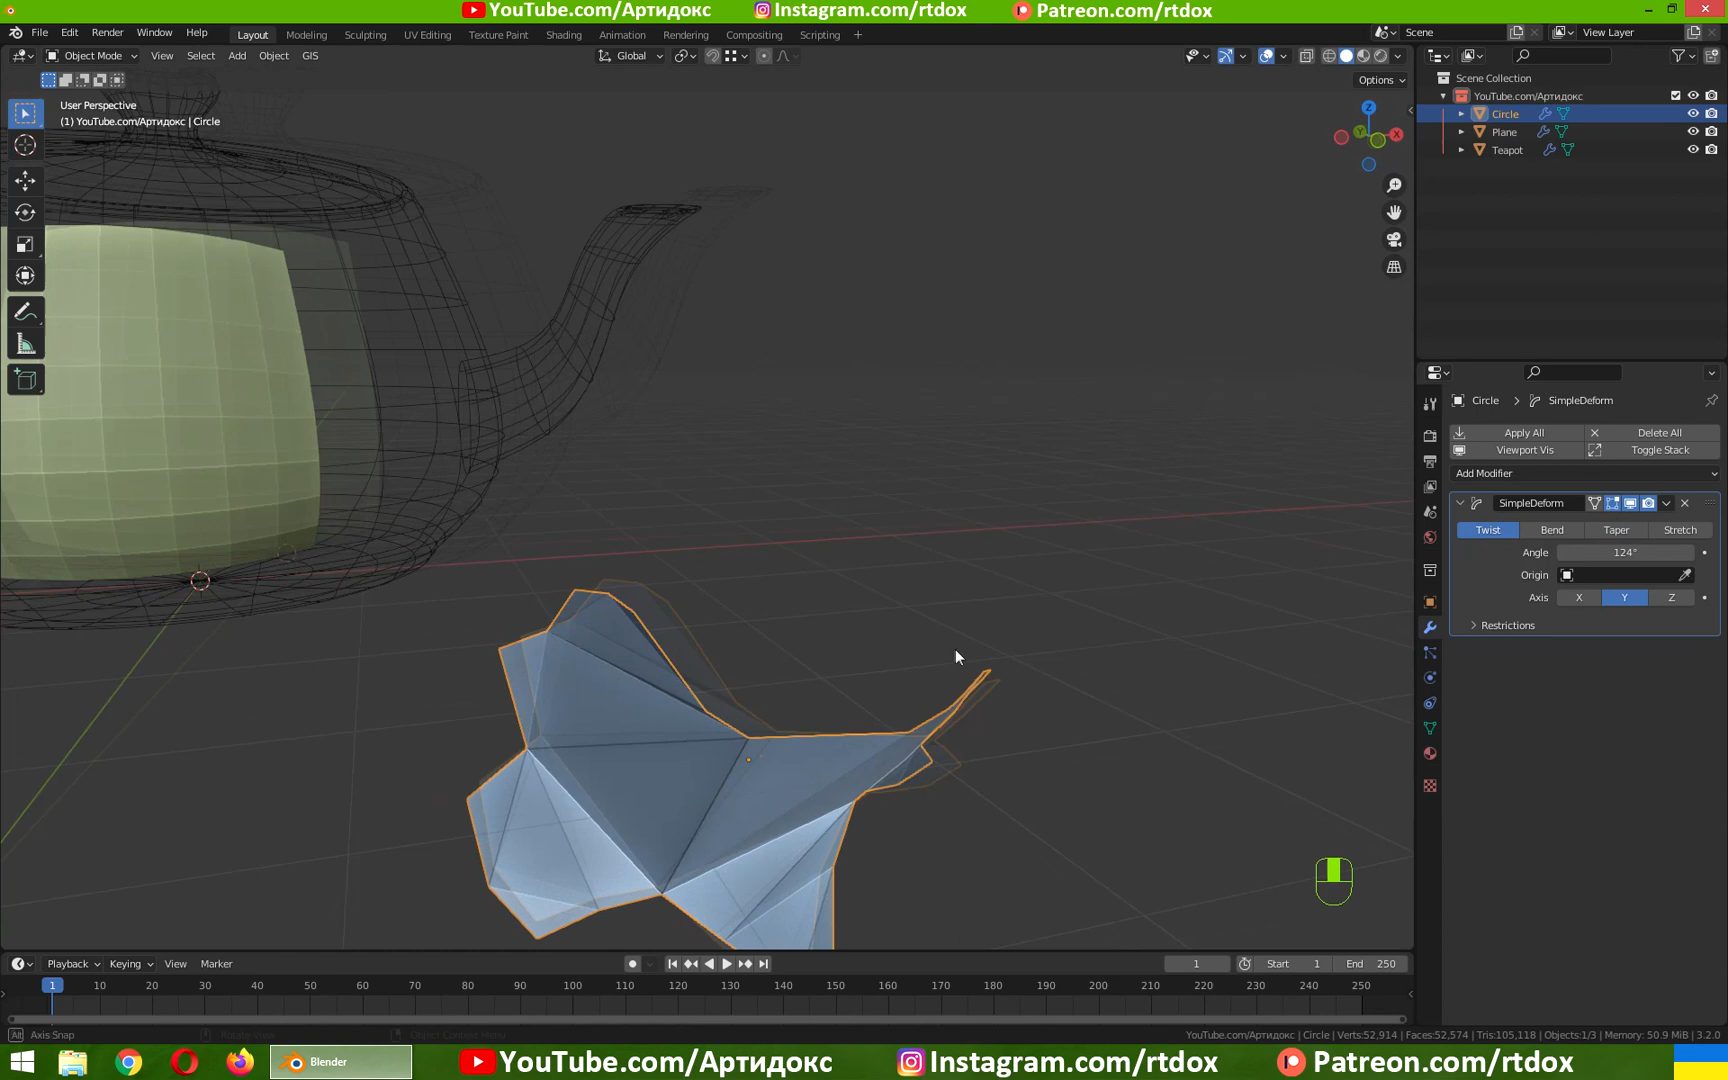 YouTube.com/Артидокс Instagram.com/rtdox Patreon.com/rtdox
File Edit Render Window Help Layout Modeling Sculpting UV Editing Texture Paint Shading Animation Rendering Compositing Scripting + Scene View Layer
Object Mode View Select Add Object GIS Global
Options
User Perspective
(1) YouTube.com/Артидокс | Circle
Z
Y
X
Scene Collection
YouTube.com/Артидокс
Circle
Plane
Teapot
Circle > SimpleDeform
Apply All Delete All
Viewport Vis Toggle Stack
Add Modifier
SimpleDeform
Twist Bend Taper Stretch
Angle 124°
Origin
Axis X Y Z
Restrictions
Playback Keying View Marker 1 Start 1 End 250
1 10 20 30 40 50 60 70 80 90 100 110 120 130 140 150 160 170 180 190 200 210 220 230 240 250
Alt Axis Snap Rotate View Object Context Menu YouTube.com/Артидокс | Circle | Verts:52,914 | Faces:52,574 | Tris:105,118 | Objects:1/3 | Memory: 50.9 MiB | 3.2.0
Blender YouTube.com/Артидокс Instagram.com/rtdox Patreon.com/rtdox